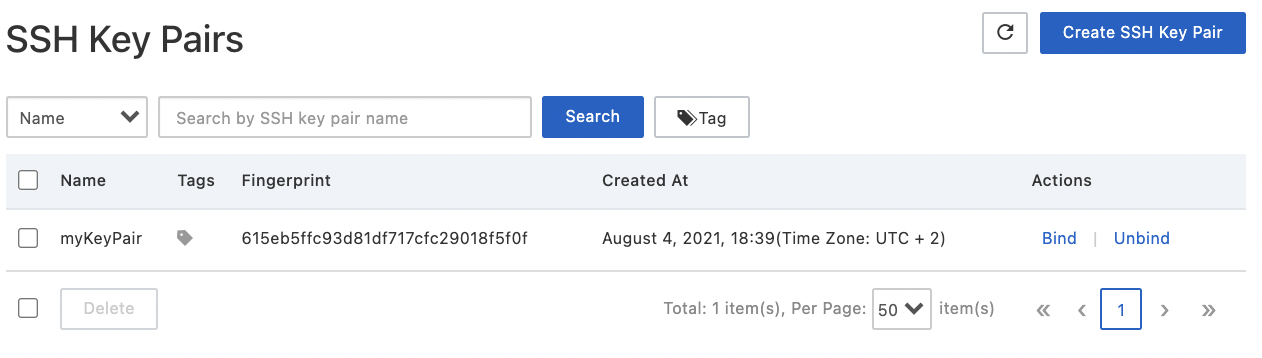 SSH Key Pairs
Create SSH Key Pair
Name Search by SSH key pair name Search Tag
Name Tags Fingerprint Created At Actions
myKeyPair 615eb5ffc93d81df717cfc29018f5f0f August 4, 2021, 18:39(Time Zone: UTC + 2) Bind | Unbind
Delete Total: 1 item(s), Per Page: 50 item(s) « ‹ 1 › »